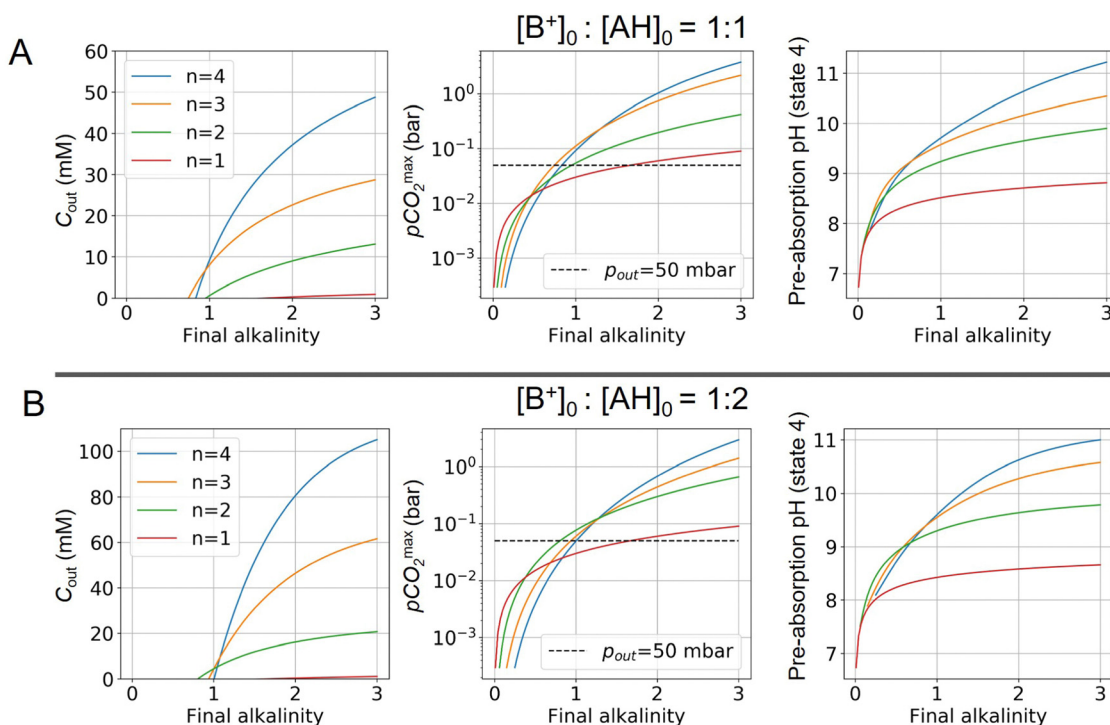 A
[B⁺]₀ : [AH]₀ = 1:1
60
50
40
30
20
10
0
C_out (mM)
n=4
n=3
n=2
n=1
0 1 2 3
Final alkalinity
10⁰
10⁻¹
10⁻²
10⁻³
pCO₂^max (bar)
p_out=50 mbar
0 1 2 3
Final alkalinity
11
10
9
8
7
Pre-absorption pH (state 4)
0 1 2 3
Final alkalinity
B
[B⁺]₀ : [AH]₀ = 1:2
100
80
60
40
20
0
C_out (mM)
n=4
n=3
n=2
n=1
0 1 2 3
Final alkalinity
10⁰
10⁻¹
10⁻²
10⁻³
pCO₂^max (bar)
p_out=50 mbar
0 1 2 3
Final alkalinity
11
10
9
8
7
Pre-absorption pH (state 4)
0 1 2 3
Final alkalinity